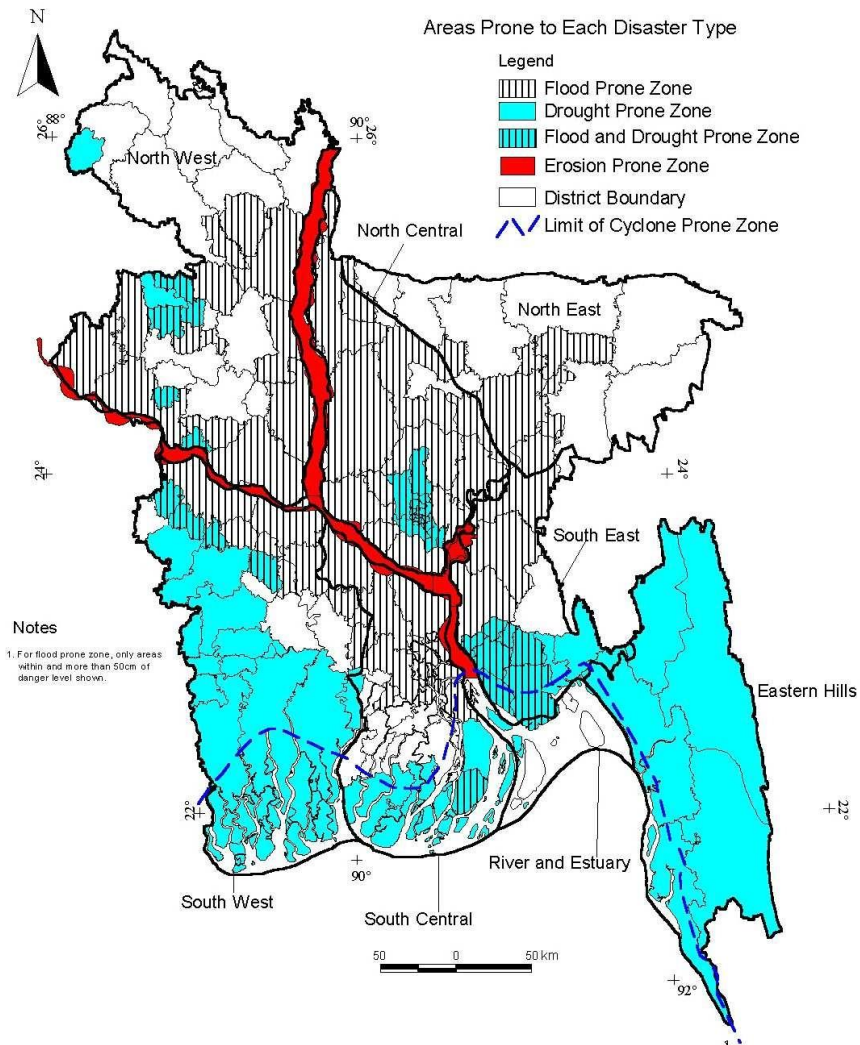 N
Areas Prone to Each Disaster Type
Legend
Flood Prone Zone
Drought Prone Zone
Flood and Drought Prone Zone
Erosion Prone Zone
District Boundary
Limit of Cyclone Prone Zone
88°
26°
90°
26°
North West
North Central
North East
24°
24°
South East
Notes
1. For flood prone zone, only areas
within and more than 50cm of
danger level shown.
Eastern Hills
22°
22°
90°
River and Estuary
South West
South Central
50 0 50 km
92°